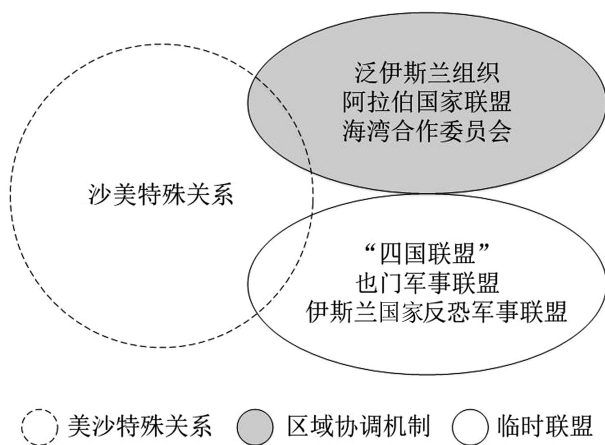 泛伊斯兰组织
阿拉伯国家联盟
海湾合作委员会
沙美特殊关系
“四国联盟”
也门军事联盟
伊斯兰国家反恐军事联盟
美沙特殊关系 区域协调机制 临时联盟